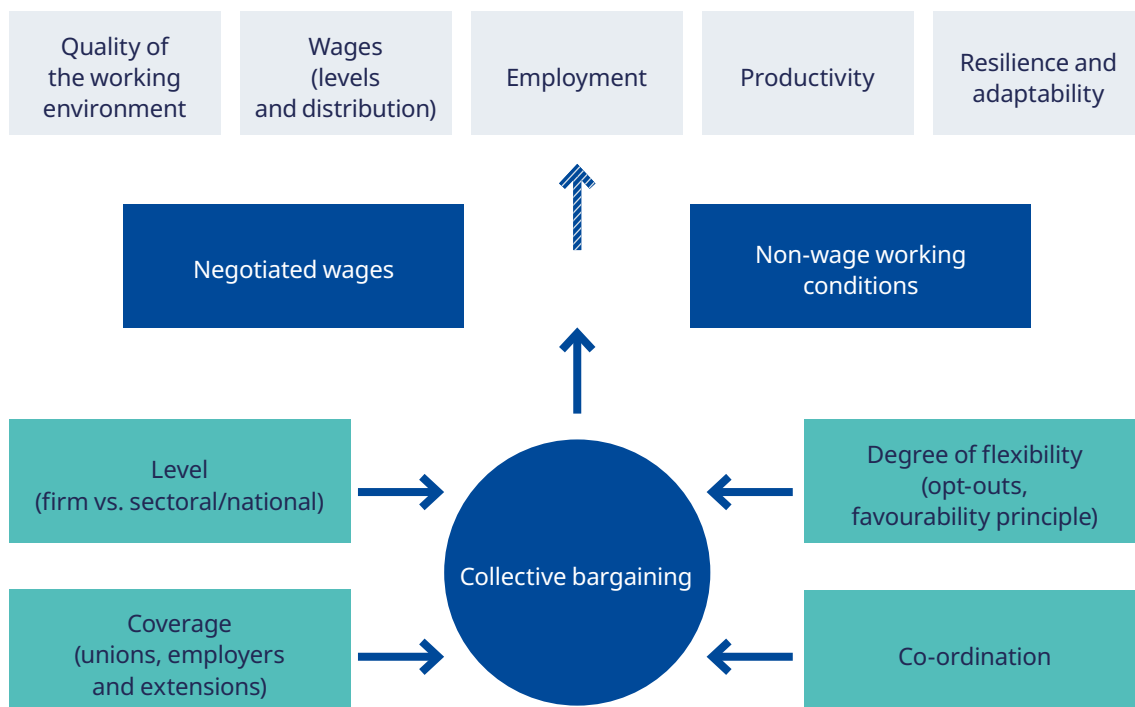 Quality of
the working
environment
Wages
(levels
and distribution)
Employment
Productivity
Resilience and
adaptability
Negotiated wages
Non-wage working
conditions
Level
(firm vs. sectoral/national)
Degree of flexibility
(opt-outs,
favourability principle)
Collective bargaining
Coverage
(unions, employers
and extensions)
Co-ordination